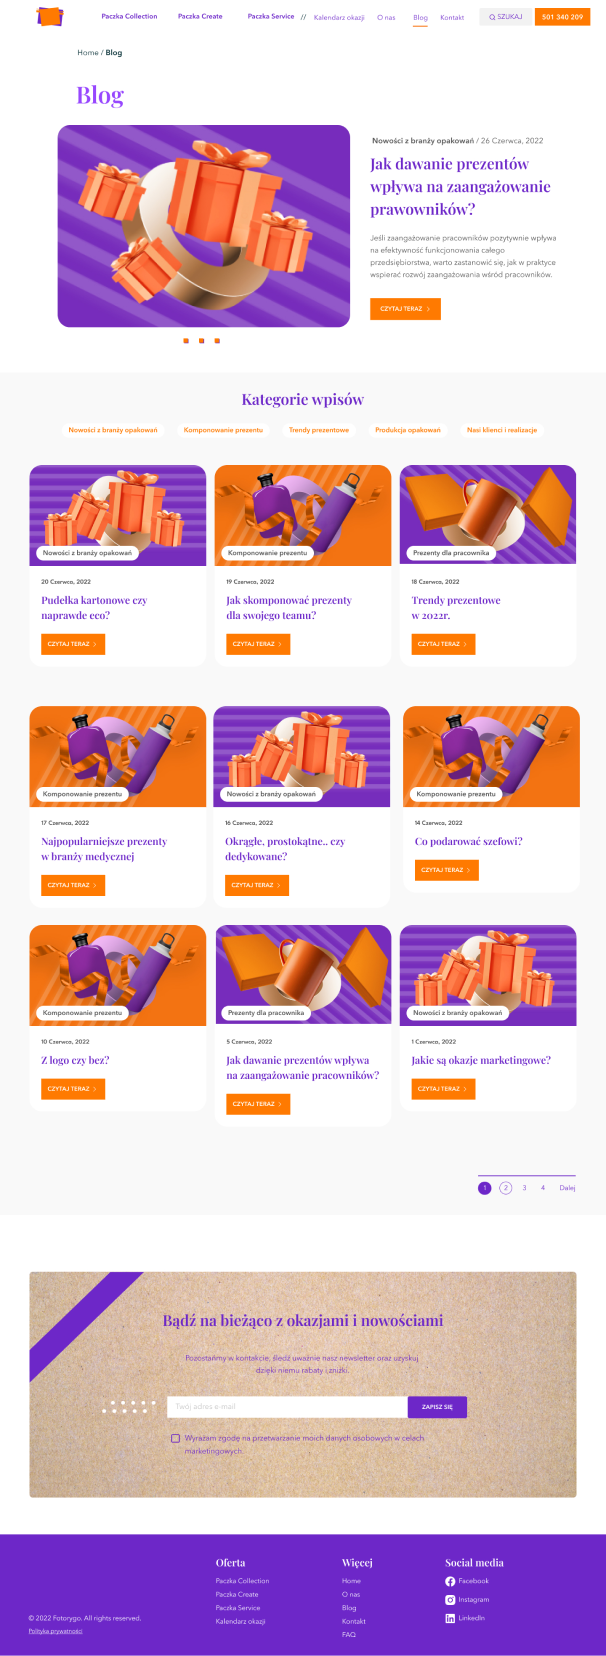 Paczka Collection Paczka Create Paczka Service // Kalendarz okazji O nas Blog Kontakt SZUKAJ 501 340 209
Home / Blog
Blog
Nowości z branży opakowań / 26 Czerwca, 2022
Jak dawanie prezentów
wpływa na zaangażowanie
prawowników?
Jeśli zaangażowanie pracowników pozytywnie wpływa
na efektywność funkcjonowania całego
przedsiębiorstwa, warto zastanowić się, jak w praktyce
wspierać rozwój zaangażowania wśród pracowników.
CZYTAJ TERAZ
Kategorie wpisów
Nowości z branży opakowań Komponowanie prezentu Trendy prezentowe Produkcja opakowań Nasi klienci i realizacje
Nowości z branży opakowań
20 Czerwca, 2022
Pudełka kartonowe czy
naprawde eco?
CZYTAJ TERAZ
Komponowanie prezentu
19 Czerwca, 2022
Jak skomponować prezenty
dla swojego teamu?
CZYTAJ TERAZ
Prezenty dla pracownika
18 Czerwca, 2022
Trendy prezentowe
w 2022r.
CZYTAJ TERAZ
Komponowanie prezentu
17 Czerwca, 2022
Najpopularniejsze prezenty
w branży medycznej
CZYTAJ TERAZ
Nowości z branży opakowań
16 Czerwca, 2022
Okrągłe, prostokątne.. czy
dedykowane?
CZYTAJ TERAZ
Komponowanie prezentu
14 Czerwca, 2022
Co podarować szefowi?
CZYTAJ TERAZ
Komponowanie prezentu
10 Czerwca, 2022
Z logo czy bez?
CZYTAJ TERAZ
Prezenty dla pracownika
5 Czerwca, 2022
Jak dawanie prezentów wpływa
na zaangażowanie pracowników?
CZYTAJ TERAZ
Nowości z branży opakowań
1 Czerwca, 2022
Jakie są okazje marketingowe?
CZYTAJ TERAZ
1 2 3 4 Dalej
Bądź na bieżąco z okazjami i nowościami
Pozostańmy w kontakcie, śledź uważnie nasz newsletter oraz uzyskuj
dzięki niemu rabaty i zniżki.
Twój adres e-mail
ZAPISZ SIĘ
Wyrażam zgodę na przetwarzanie moich danych osobowych w celach
marketingowych.
Oferta
Paczka Collection
Paczka Create
Paczka Service
Kalendarz okazji
Więcej
Home
O nas
Blog
Kontakt
FAQ
Social media
Facebook
Instagram
LinkedIn
© 2022 Fotorygo. All rights reserved.
Polityka prywatności